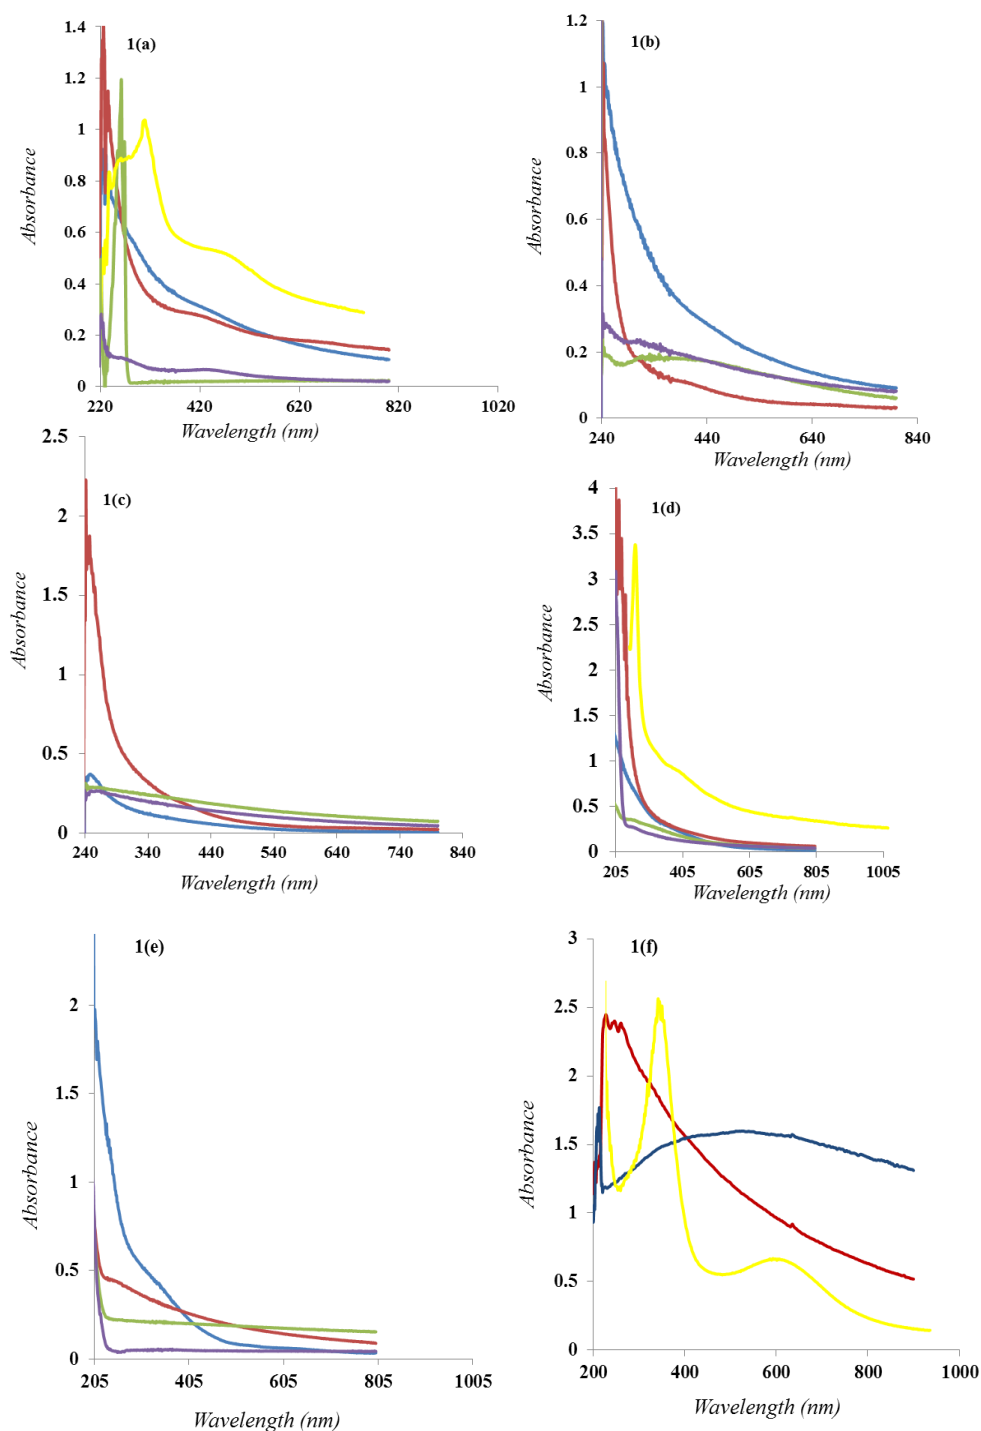 1(a)
1.4
1.2
1
0.8
0.6
0.4
0.2
0
Absorbance
220 420 620 820 1020
Wavelength (nm)
1(b)
1.2
1
0.8
0.6
0.4
0.2
0
Absorbance
240 440 640 840
Wavelength (nm)
1(c)
2.5
2
1.5
1
0.5
0
Absorbance
240 340 440 540 640 740 840
Wavelength (nm)
1(d)
4
3.5
3
2.5
2
1.5
1
0.5
0
Absorbance
205 405 605 805 1005
Wavelength (nm)
1(e)
2
1.5
1
0.5
0
Absorbance
205 405 605 805 1005
Wavelength (nm)
1(f)
3
2.5
2
1.5
1
0.5
0
Absorbance
200 400 600 800 1000
Wavelength (nm)